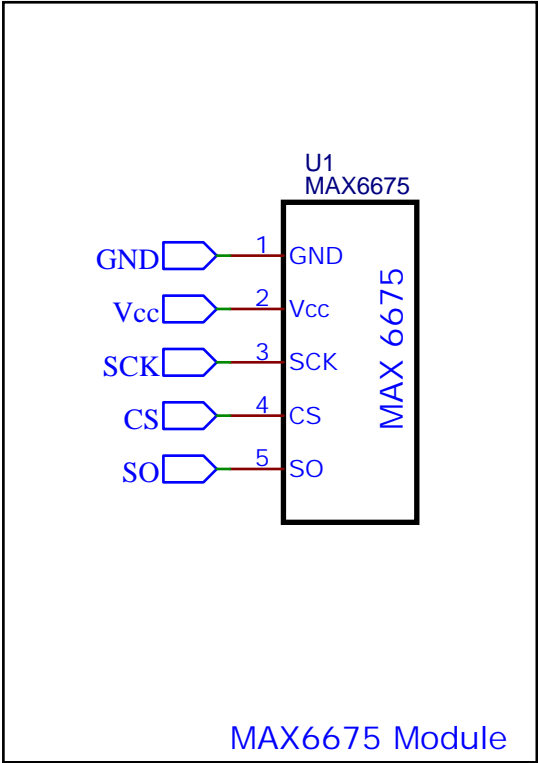 U1
MAX6675
GND 1 GND
Vcc 2 Vcc
SCK 3 SCK
CS 4 CS
SO 5 SO
MAX 6675
MAX6675 Module